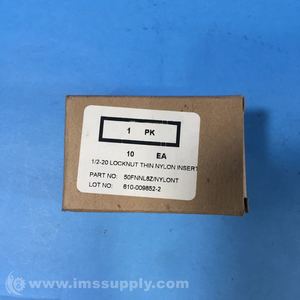 1 PK
10 EA
1/2-20 LOCKNUT THIN NYLON INSERT
PART NO: 50FNNL8Z/NYLONT
LOT NO: 610-009852-2
© www.imssupply.com